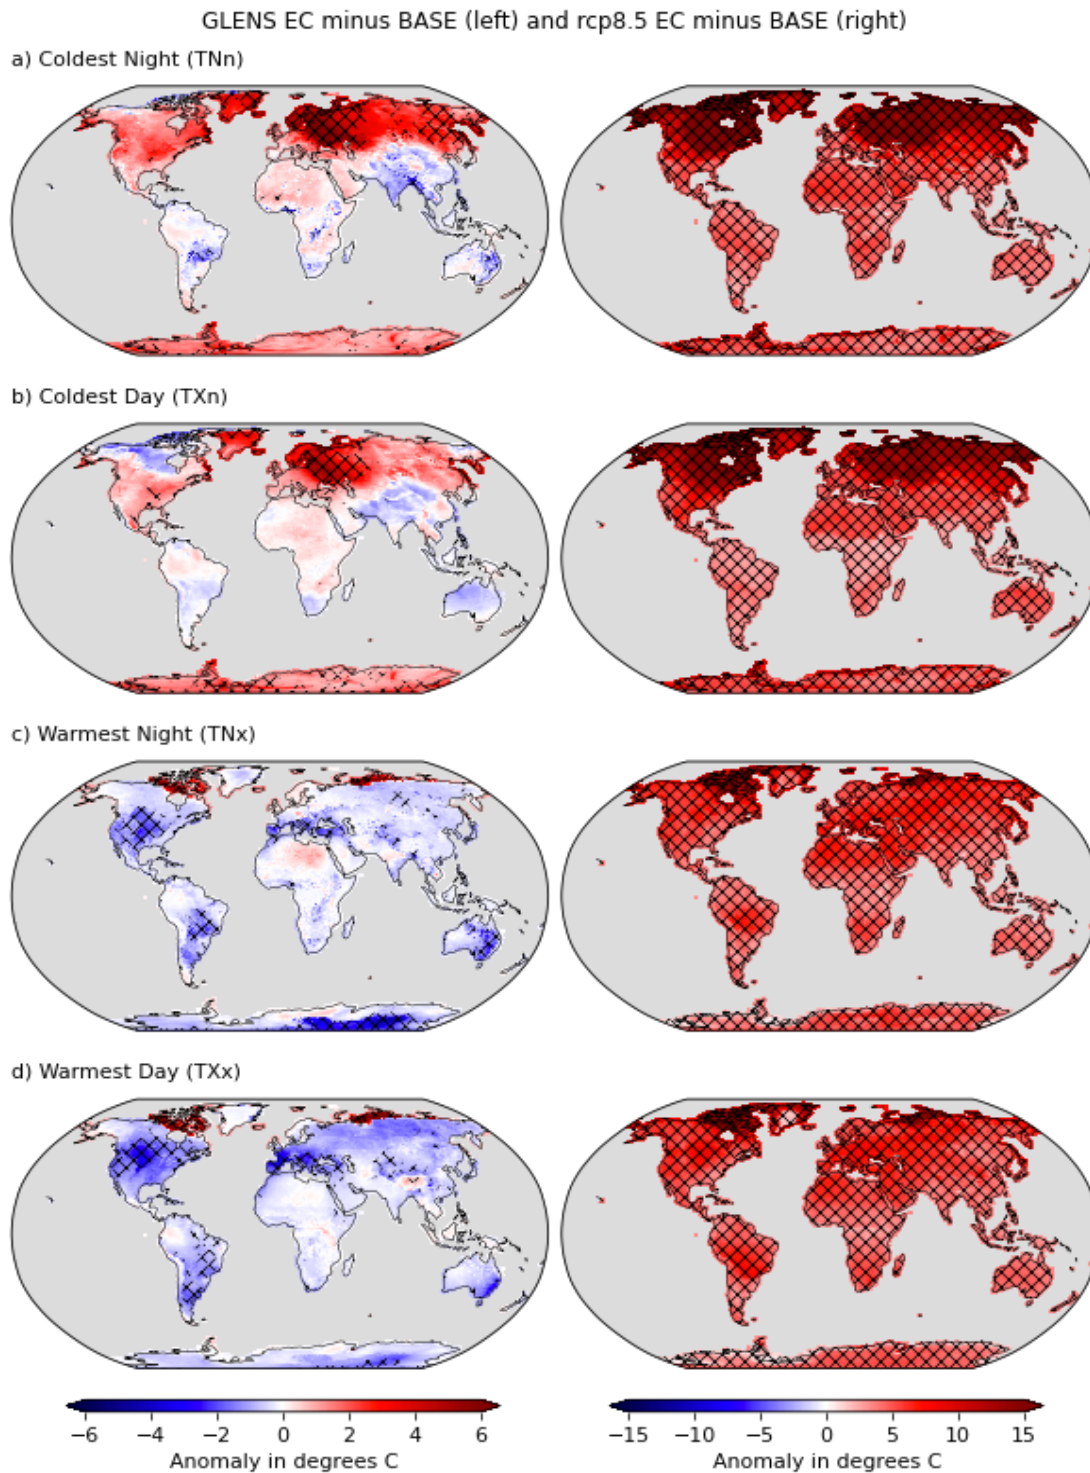 GLENS EC minus BASE (left) and rcp8.5 EC minus BASE (right)
a) Coldest Night (TNn)
b) Coldest Day (TXn)
c) Warmest Night (TNx)
d) Warmest Day (TXx)
−6 −4 −2 0 2 4 6
Anomaly in degrees C
−15 −10 −5 0 5 10 15
Anomaly in degrees C